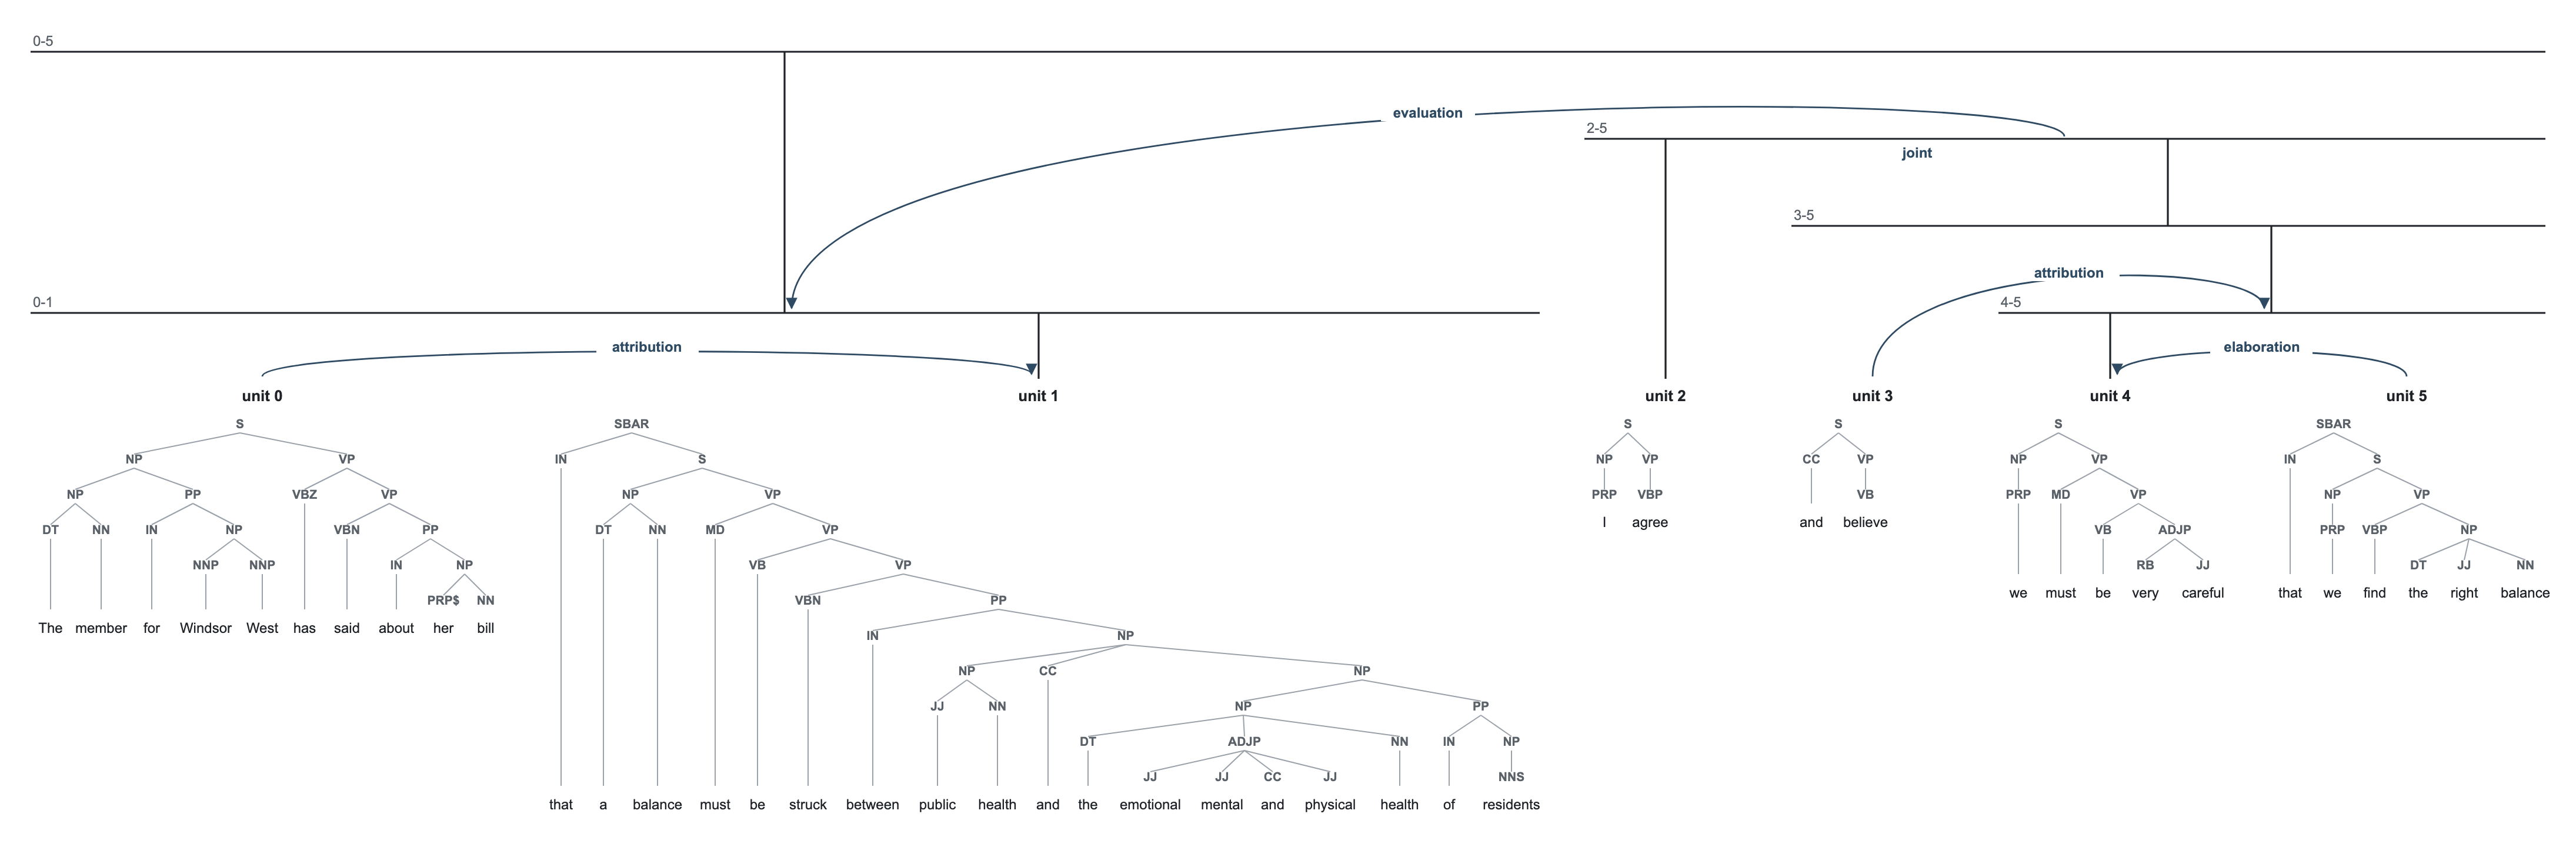 0-5
evaluation
2-5
joint
3-5
attribution
0-1
4-5
attribution
elaboration
unit 0 unit 1 unit 2 unit 3 unit 4 unit 5
S SBAR S S S SBAR
NP VP IN S NP VP CC VP NP VP IN S
NP PP VBZ VP NP VP PRP VBP VB PRP MD VP NP VP
I agree and believe
DT NN IN NP VBN PP DT NN MD VP VB ADJP PRP VBP NP
NNP NNP IN NP VB VP RB JJ DT JJ NN
we must be very careful that we find the right balance
PRP$ NN VBN PP
The member for Windsor West has said about her bill
IN NP
NP CC NP
JJ NN NP PP
DT ADJP NN IN NP
JJ JJ CC JJ NNS
that a balance must be struck between public health and the emotional mental and physical health of residents